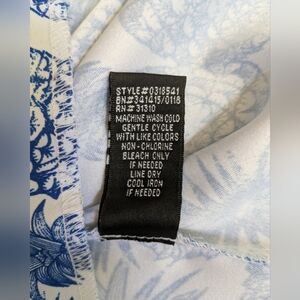 STYLE#0318541
BN#341415/0116
RN# 31310
MACHINE WASH COLD
GENTLE CYCLE
WITH LIKE COLORS
NON-CHLORINE
BLEACH ONLY
IF NEEDED
LINE DRY
COOL IRON
IF NEEDED